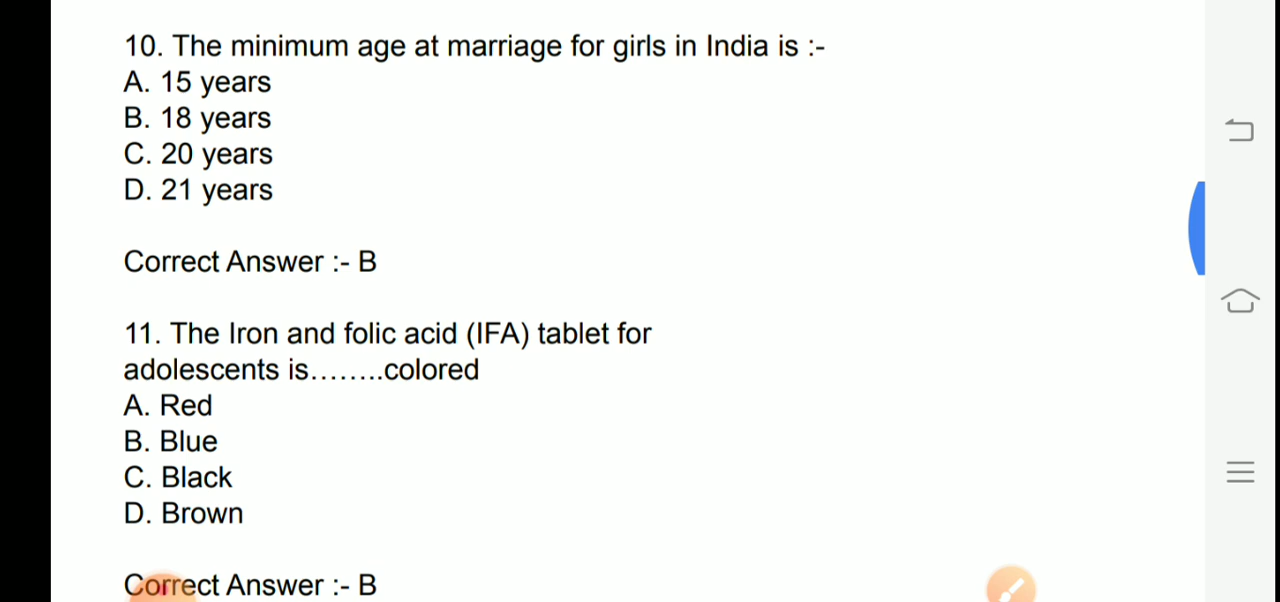 10. The minimum age at marriage for girls in India is :-
A. 15 years
B. 18 years
C. 20 years
D. 21 years
Correct Answer :- B
11. The Iron and folic acid (IFA) tablet for
adolescents is........colored
A. Red
B. Blue
C. Black
D. Brown
Correct Answer :- B